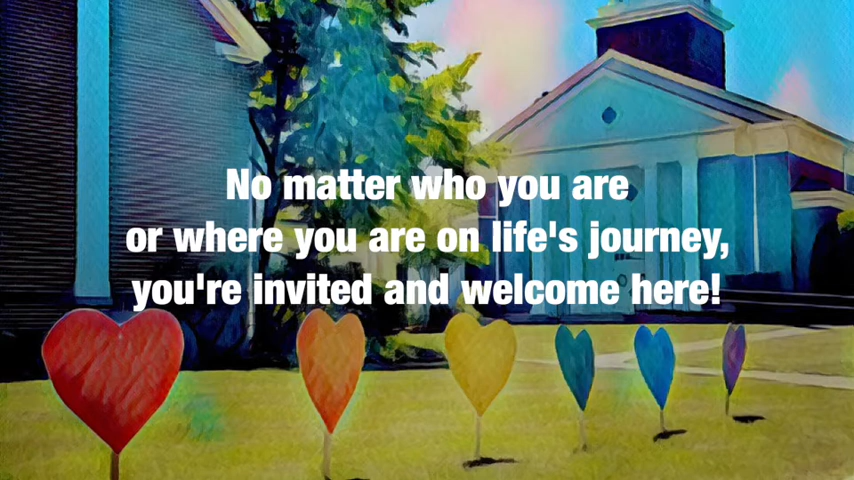 No matter who you are
or where you are on life's journey,
you're invited and welcome here!